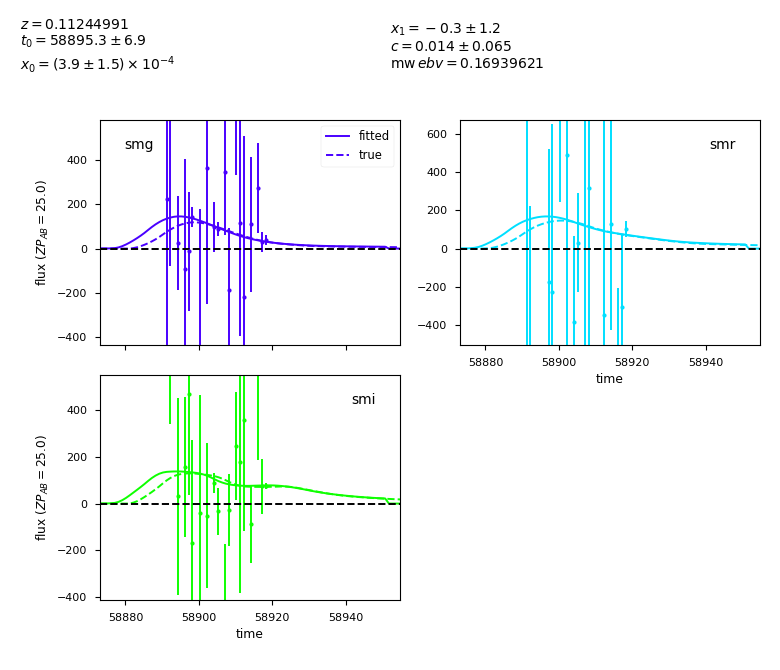 z = 0.11244991
t₀ = 58895.3 ± 6.9
x₀ = (3.9 ± 1.5) × 10⁻⁴
x₁ = −0.3 ± 1.2
c = 0.014 ± 0.065
mw ebv = 0.16939621
smg
fitted
true
flux (ZP_AB = 25.0)
400
200
0
−200
−400
smr
600
400
200
0
−200
−400
58880 58900 58920 58940
time
smi
flux (ZP_AB = 25.0)
400
200
0
−200
−400
58880 58900 58920 58940
time